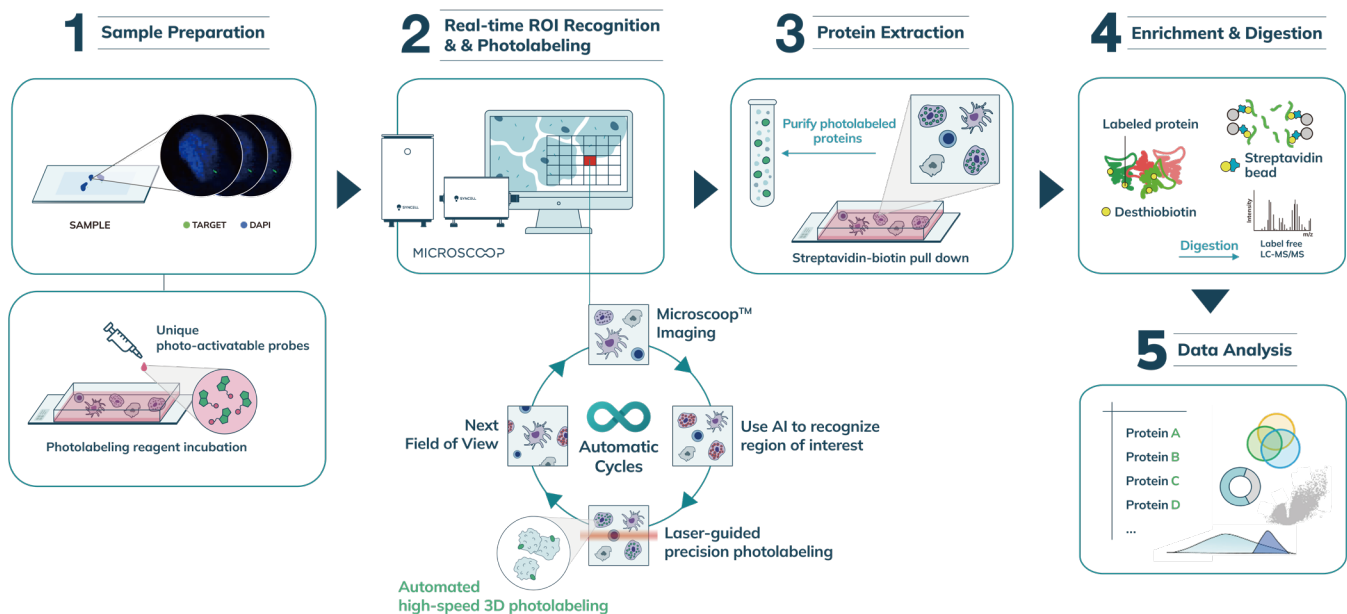 1 Sample Preparation
SAMPLE
TARGET
DAPI
Unique
photo-activatable probes
Photolabeling reagent incubation
2 Real-time ROI Recognition
& & Photolabeling
SYNCELL
SYNCELL
MICROSCOOP
Microscoop™
Imaging
Use AI to recognize
region of interest
Laser-guided
precision photolabeling
Automated
high-speed 3D photolabeling
Next
Field of View
Automatic
Cycles
3 Protein Extraction
Purify photolabeled
proteins
Streptavidin-biotin pull down
4 Enrichment & Digestion
Labeled protein
Streptavidin
bead
Desthiobiotin
Digestion
Intensity
m/z
Label free
LC-MS/MS
5 Data Analysis
Protein A
Protein B
Protein C
Protein D
...